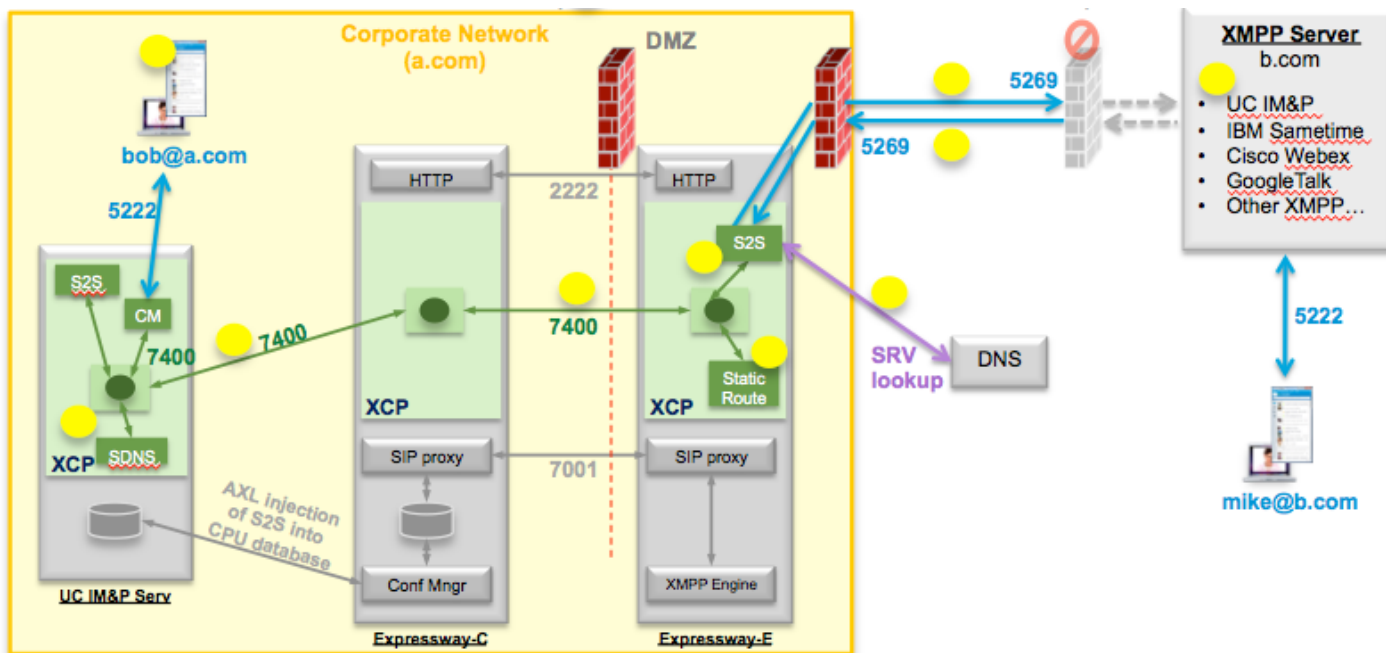 Corporate Network
(a.com)
DMZ
XMPP Server
b.com
• UC IM&P
• IBM Sametime
• Cisco Webex
• GoogleTalk
• Other XMPP…
5269
5269
bob@a.com
5222
HTTP
2222
HTTP
S2S
S2S
CM
7400
7400
7400
SRV
lookup
DNS
5222
Static
Route
XCP
XCP
SDNS
XCP
SIP proxy
7001
SIP proxy
mike@b.com
AXL injection
of S2S into
CPU database
Conf Mngr
XMPP Engine
UC IM&P Serv
Expressway-C
Expressway-E